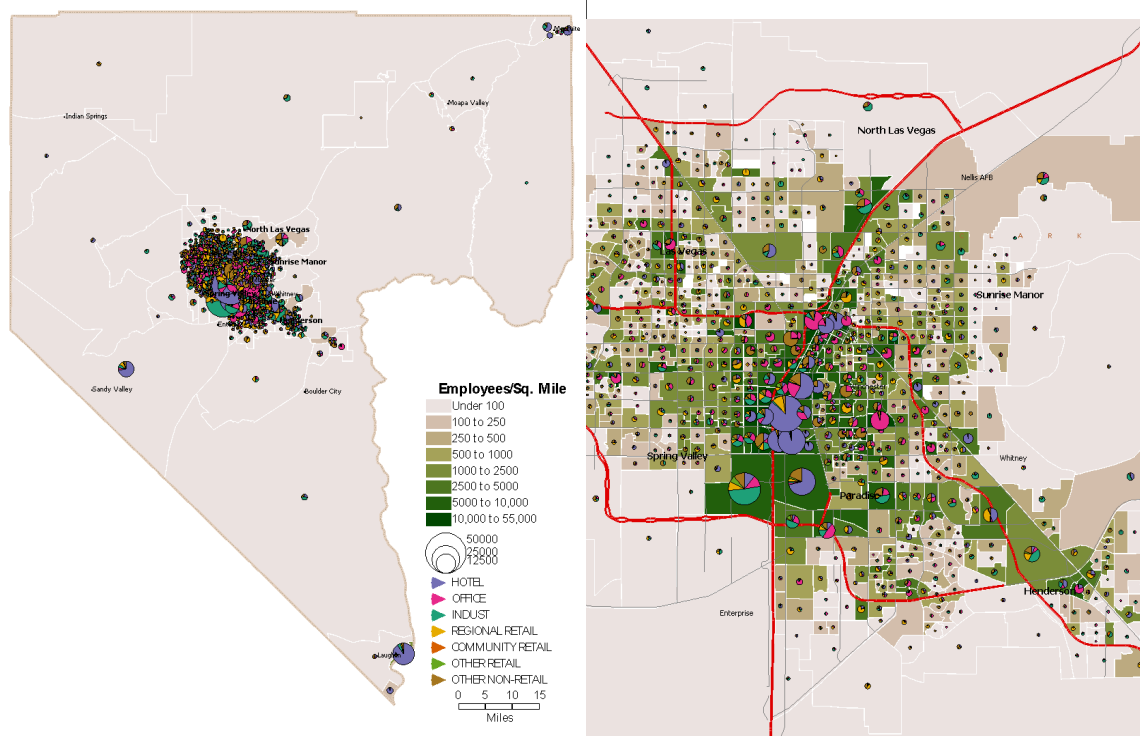 Mesquite
Moapa Valley
Indian Springs
North Las Vegas
Sunrise Manor
Spring Valley
Whitney
Henderson
Sandy Valley
Boulder City
Laughlin
Employees/Sq. Mile
Under 100
100 to 250
250 to 500
500 to 1000
1000 to 2500
2500 to 5000
5000 to 10,000
10,000 to 55,000
50000
25000
12500
HOTEL
OFFICE
INDUST
REGIONAL RETAIL
COMMUNITY RETAIL
OTHER RETAIL
OTHER NON-RETAIL
0 5 10 15
Miles
North Las Vegas
Nellis AFB
L A R K
Las Vegas
Sunrise Manor
Spring Valley
Whitney
Paradise
Henderson
Enterprise